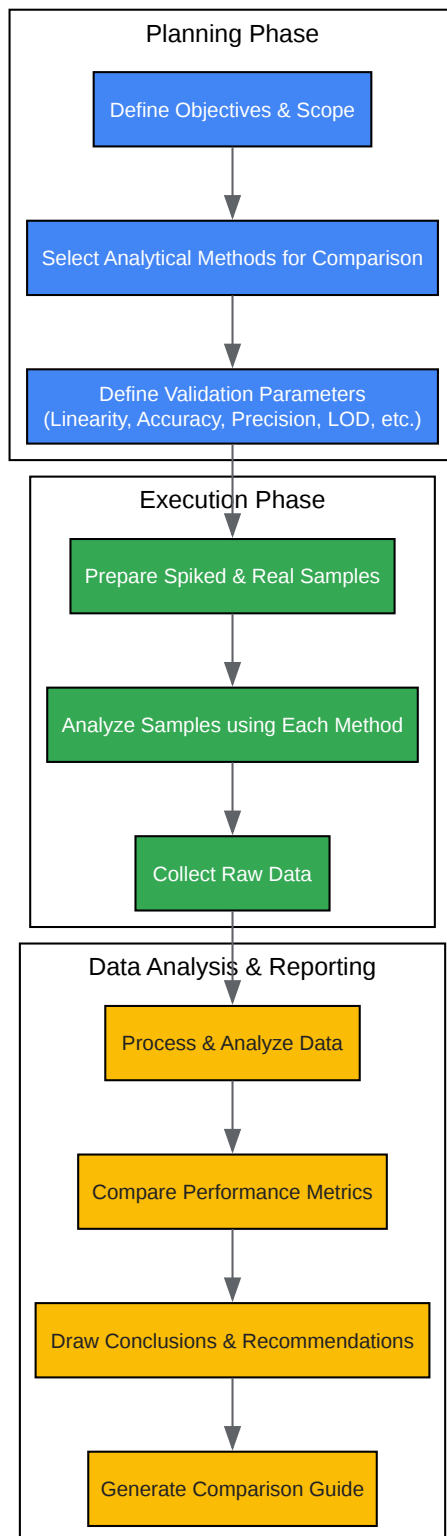 Planning Phase
Define Objectives & Scope
Select Analytical Methods for Comparison
Define Validation Parameters
(Linearity, Accuracy, Precision, LOD, etc.)
Execution Phase
Prepare Spiked & Real Samples
Analyze Samples using Each Method
Collect Raw Data
Data Analysis & Reporting
Process & Analyze Data
Compare Performance Metrics
Draw Conclusions & Recommendations
Generate Comparison Guide